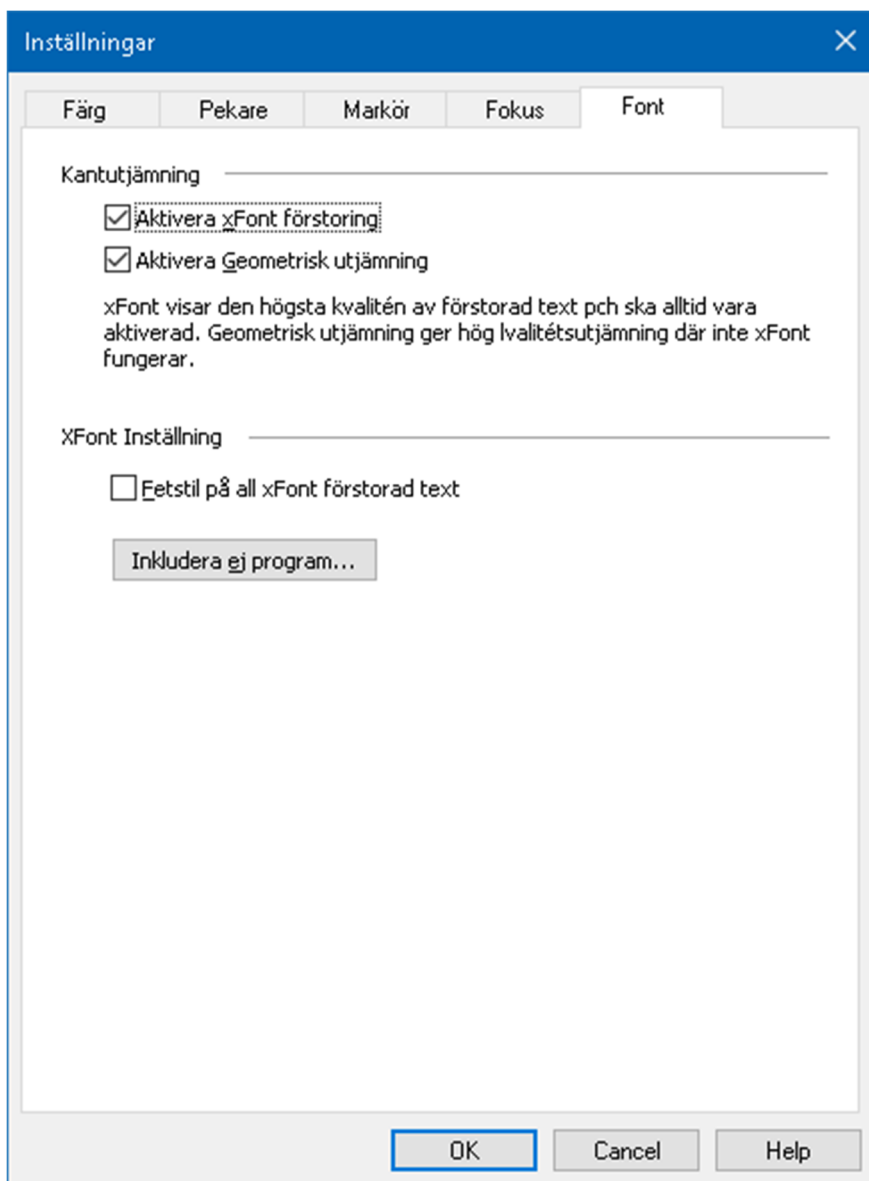 Inställningar
Färg Pekare Markör Fokus Font
Kantutjämning
Aktivera xFont förstoring
Aktivera Geometrisk utjämning
xFont visar den högsta kvalitén av förstorad text pch ska alltid vara
aktiverad. Geometrisk utjämning ger hög lvalitétsutjämning där inte xFont
fungerar.
XFont Inställning
Fetstil på all xFont förstorad text
Inkludera ej program...
OK Cancel Help